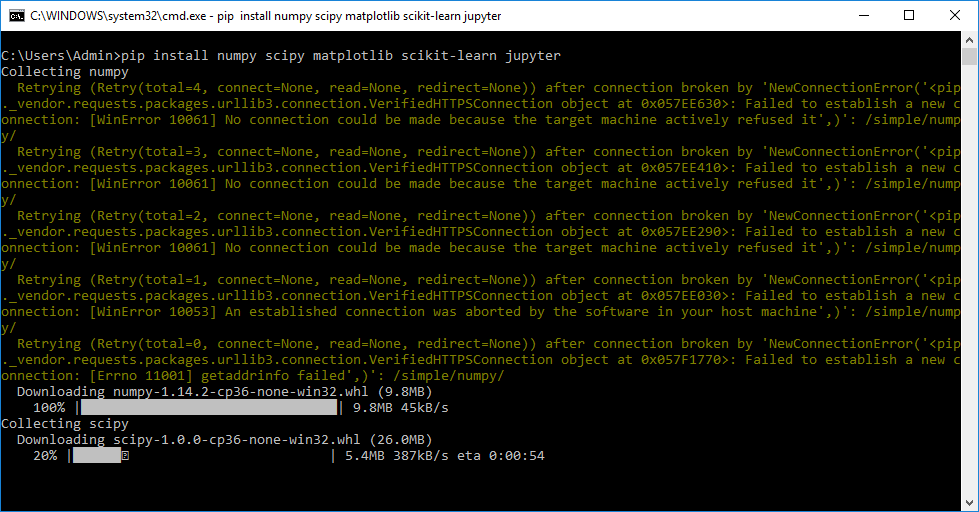 C:\WINDOWS\system32\cmd.exe - pip  install numpy scipy matplotlib scikit-learn jupyter
C:\Users\Admin>pip install numpy scipy matplotlib scikit-learn jupyter
Collecting numpy
  Retrying (Retry(total=4, connect=None, read=None, redirect=None)) after connection broken by 'NewConnectionError('<pip
._vendor.requests.packages.urllib3.connection.VerifiedHTTPSConnection object at 0x057EE630>: Failed to establish a new c
onnection: [WinError 10061] No connection could be made because the target machine actively refused it',)': /simple/nump
y/
  Retrying (Retry(total=3, connect=None, read=None, redirect=None)) after connection broken by 'NewConnectionError('<pip
._vendor.requests.packages.urllib3.connection.VerifiedHTTPSConnection object at 0x057EE410>: Failed to establish a new c
onnection: [WinError 10061] No connection could be made because the target machine actively refused it',)': /simple/nump
y/
  Retrying (Retry(total=2, connect=None, read=None, redirect=None)) after connection broken by 'NewConnectionError('<pip
._vendor.requests.packages.urllib3.connection.VerifiedHTTPSConnection object at 0x057EE290>: Failed to establish a new c
onnection: [WinError 10061] No connection could be made because the target machine actively refused it',)': /simple/nump
y/
  Retrying (Retry(total=1, connect=None, read=None, redirect=None)) after connection broken by 'NewConnectionError('<pip
._vendor.requests.packages.urllib3.connection.VerifiedHTTPSConnection object at 0x057EE030>: Failed to establish a new c
onnection: [WinError 10053] An established connection was aborted by the software in your host machine',)': /simple/nump
y/
  Retrying (Retry(total=0, connect=None, read=None, redirect=None)) after connection broken by 'NewConnectionError('<pip
._vendor.requests.packages.urllib3.connection.VerifiedHTTPSConnection object at 0x057F1770>: Failed to establish a new c
onnection: [Errno 11001] getaddrinfo failed',)': /simple/numpy/
  Downloading numpy-1.14.2-cp36-none-win32.whl (9.8MB)
    100% |████████████████████████████████| 9.8MB 45kB/s
Collecting scipy
  Downloading scipy-1.0.0-cp36-none-win32.whl (26.0MB)
    20% |██████                          | 5.4MB 387kB/s eta 0:00:54